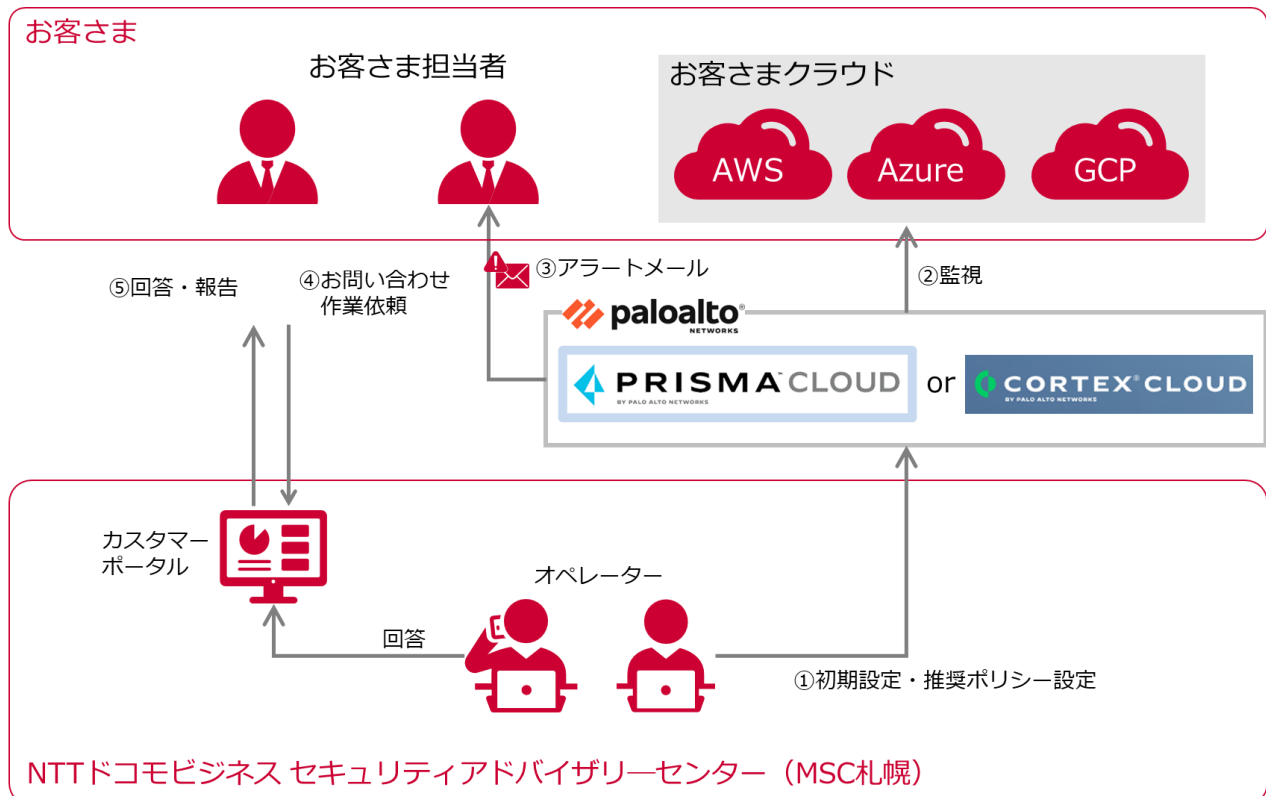 お客さま
お客さま担当者
お客さまクラウド
AWS
Azure
GCP
⑤回答・報告
④お問い合わせ
作業依頼
③アラートメール
②監視
paloalto®
NETWORKS
PRISMA™ CLOUD
BY PALO ALTO NETWORKS
or
CORTEX® CLOUD
BY PALO ALTO NETWORKS
カスタマー
ポータル
オペレーター
回答
①初期設定・推奨ポリシー設定
NTTドコモビジネス セキュリティアドバイザリ―センター（MSC札幌）